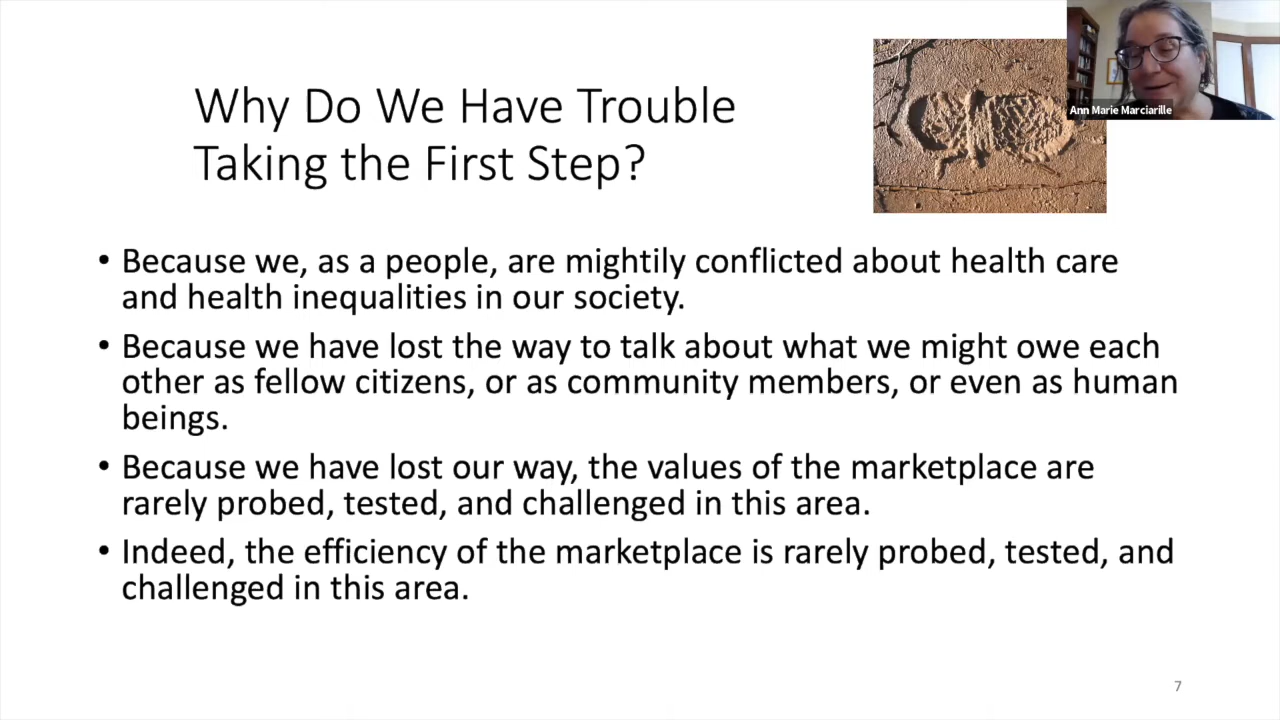 Ann Marie Marciarille
Why Do We Have Trouble
Taking the First Step?
• Because we, as a people, are mightily conflicted about health care
and health inequalities in our society.
• Because we have lost the way to talk about what we might owe each
other as fellow citizens, or as community members, or even as human
beings.
• Because we have lost our way, the values of the marketplace are
rarely probed, tested, and challenged in this area.
• Indeed, the efficiency of the marketplace is rarely probed, tested, and
challenged in this area.
7